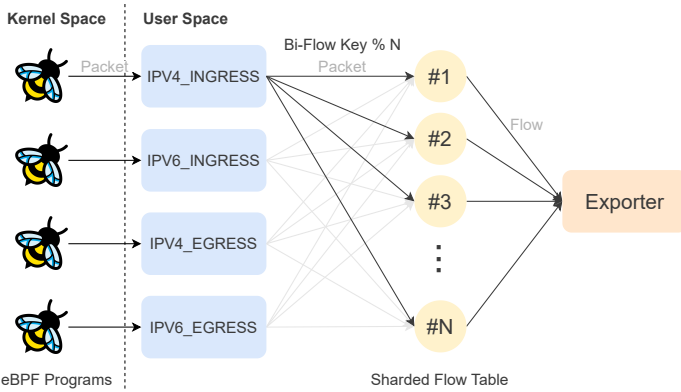 Kernel Space
User Space
Bi-Flow Key % N
Packet
IPV4_INGRESS
Packet
#1
Flow
#2
IPV6_INGRESS
#3
Exporter
IPV4_EGRESS
IPV6_EGRESS
#N
eBPF Programs
Sharded Flow Table